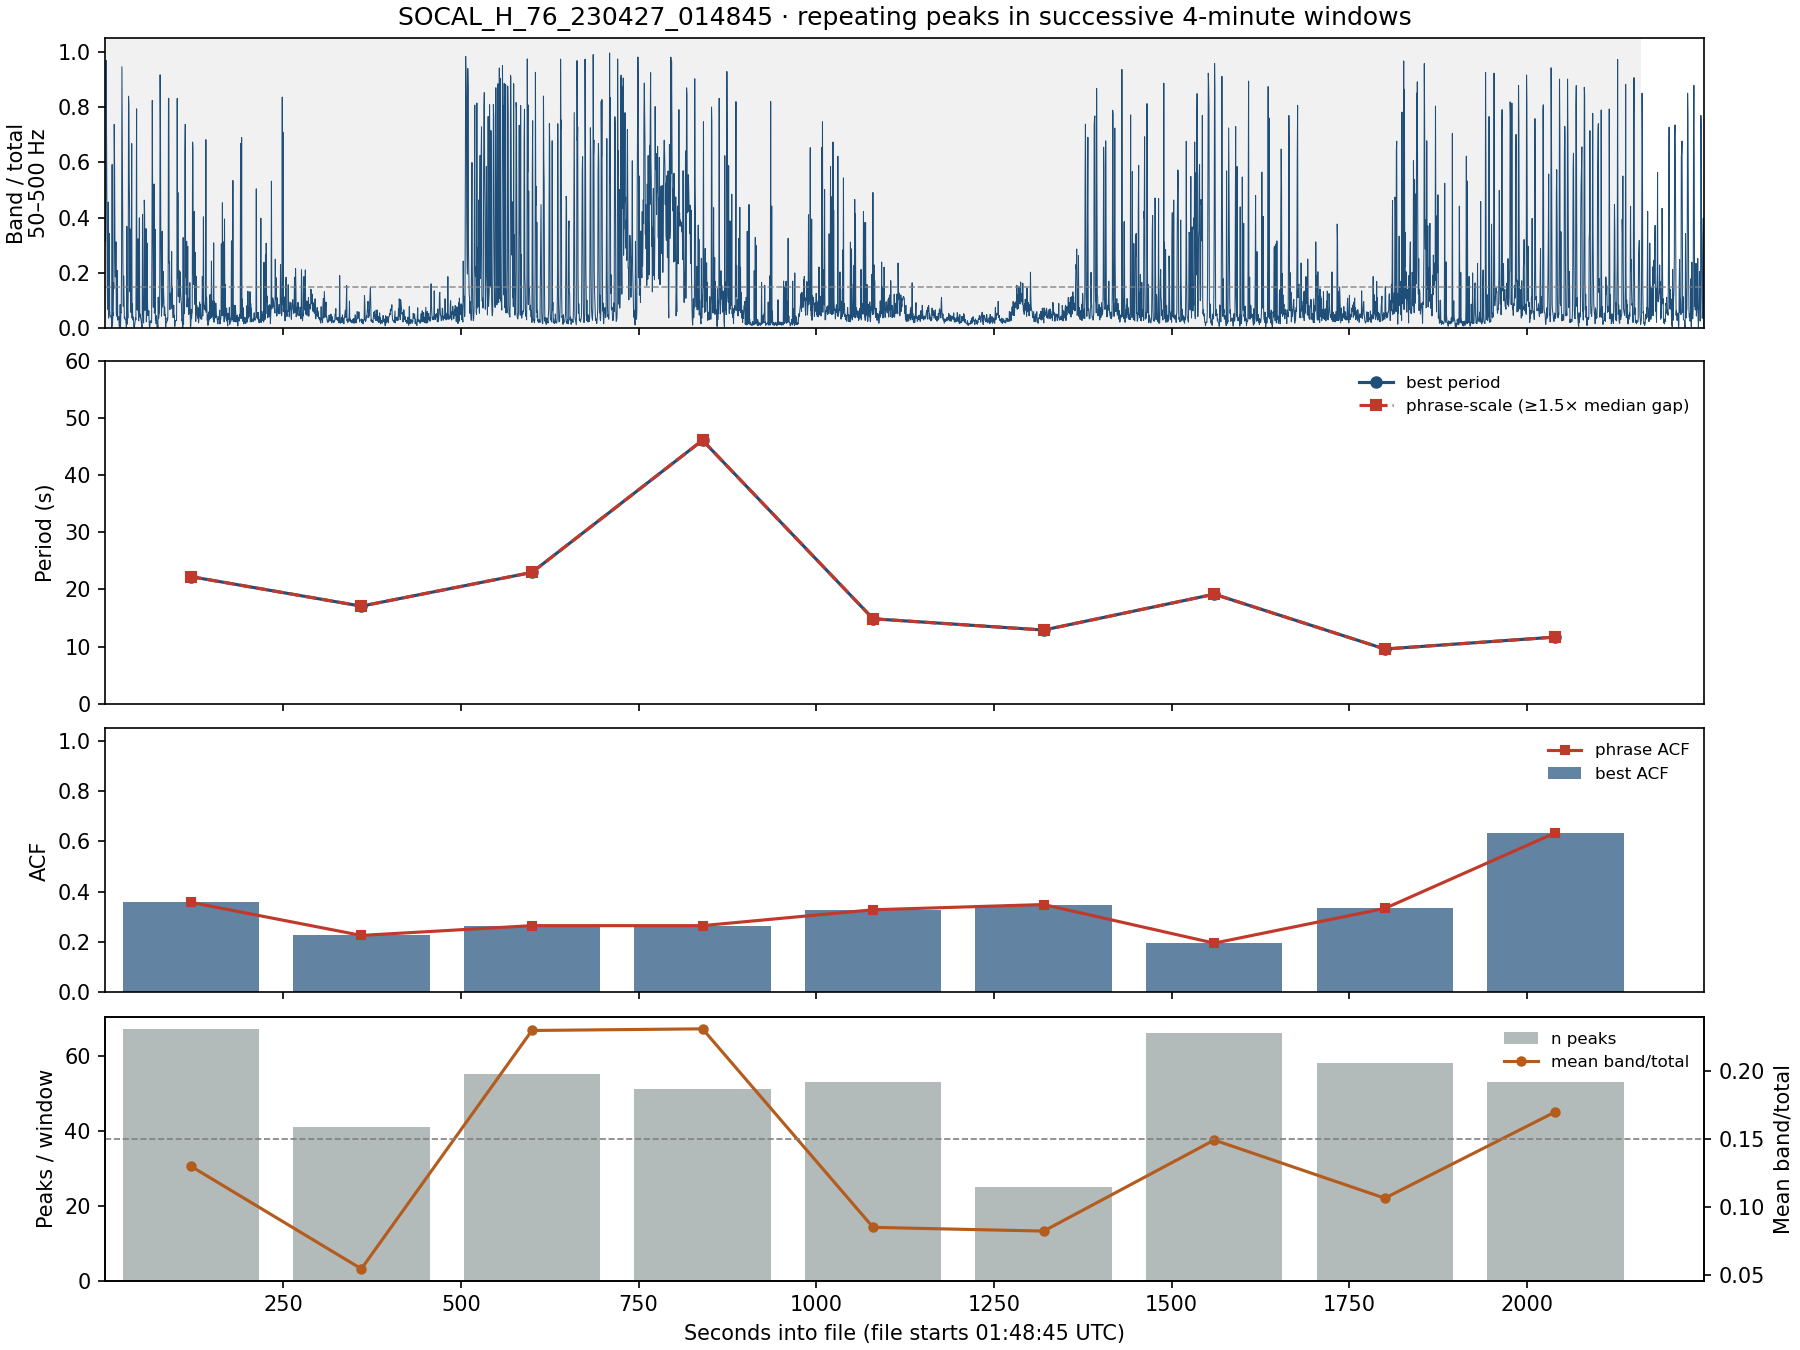 SOCAL_H_76_230427_014845 · repeating peaks in successive 4-minute windows
Band / total
50–500 Hz
1.0
0.8
0.6
0.4
0.2
0.0
Period (s)
60
50
40
30
20
10
0
best period
phrase-scale (≥1.5× median gap)
ACF
1.0
0.8
0.6
0.4
0.2
0.0
phrase ACF
best ACF
Peaks / window
60
40
20
0
n peaks
mean band/total
0.20
0.15
0.10
0.05
Mean band/total
250 500 750 1000 1250 1500 1750 2000
Seconds into file (file starts 01:48:45 UTC)